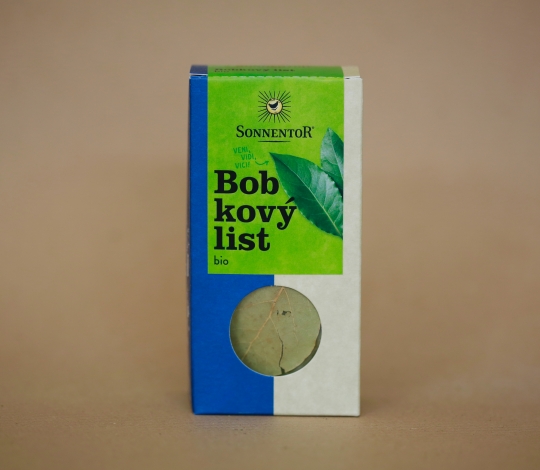 SONNENTOR®
VENI,
VIDI,
VICI!
Bob
kový
list
bio